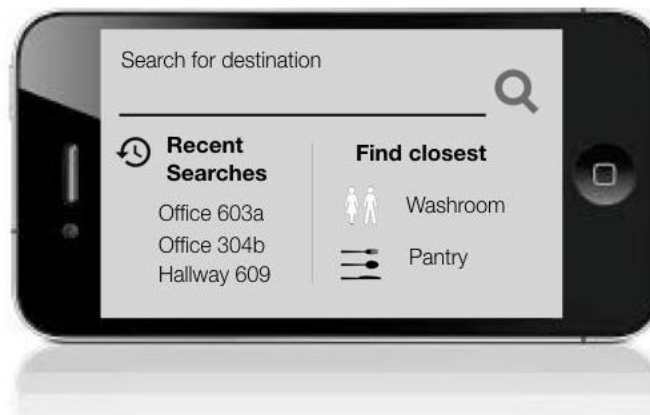 Search for destination
Recent
Searches
Office 603a
Office 304b
Hallway 609
Find closest
Washroom
Pantry